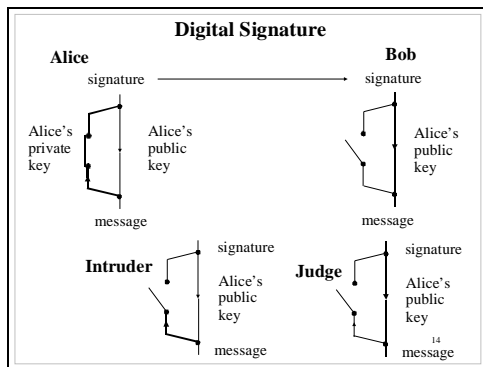 Digital Signature
Alice
signature
Alice's
private
key
Alice's
public
key
message
Bob
signature
Alice's
public
key
message
Intruder
signature
Alice's
public
key
message
Judge
signature
Alice's
public
key
message
14